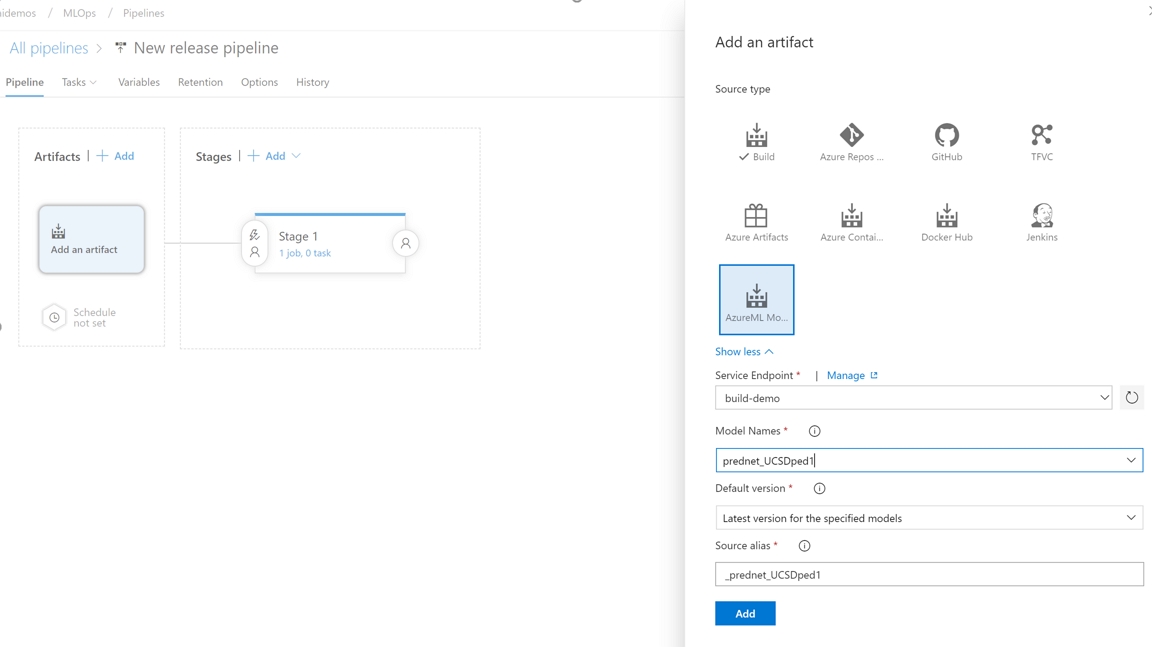 idemos / MLOps / Pipelines
All pipelines > New release pipeline
Pipeline Tasks Variables Retention Options History
Artifacts | + Add
Stages | + Add
Add an artifact
Stage 1
1 job, 0 task
Schedule
not set
Add an artifact
Source type
Build Azure Repos ... GitHub TFVC
Azure Artifacts Azure Contai... Docker Hub Jenkins
AzureML Mo...
Show less
Service Endpoint * | Manage
build-demo
Model Names *
prednet_UCSDped1
Default version *
Latest version for the specified models
Source alias *
_prednet_UCSDped1
Add